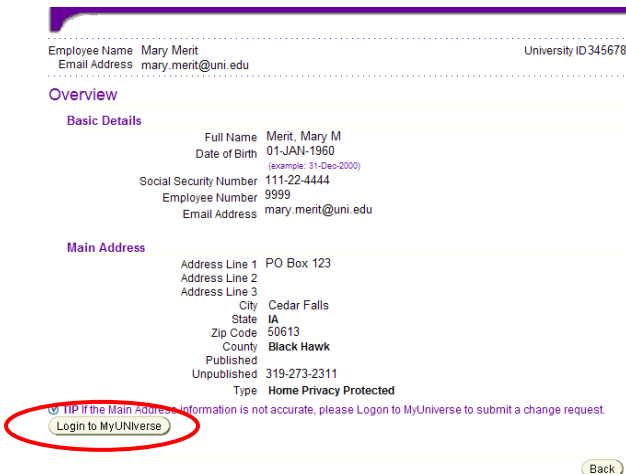 Employee Name Mary Merit University ID 345678
Email Address mary.merit@uni.edu
Overview
Basic Details
Full Name Merit, Mary M
Date of Birth 01-JAN-1960
(example: 31-Dec-2000)
Social Security Number 111-22-4444
Employee Number 9999
Email Address mary.merit@uni.edu
Main Address
Address Line 1 PO Box 123
Address Line 2
Address Line 3
City Cedar Falls
State IA
Zip Code 50613
County Black Hawk
Published
Unpublished 319-273-2311
Type Home Privacy Protected
TIP If the Main Address information is not accurate, please Logon to MyUniverse to submit a change request.
Login to MyUNIverse
Back